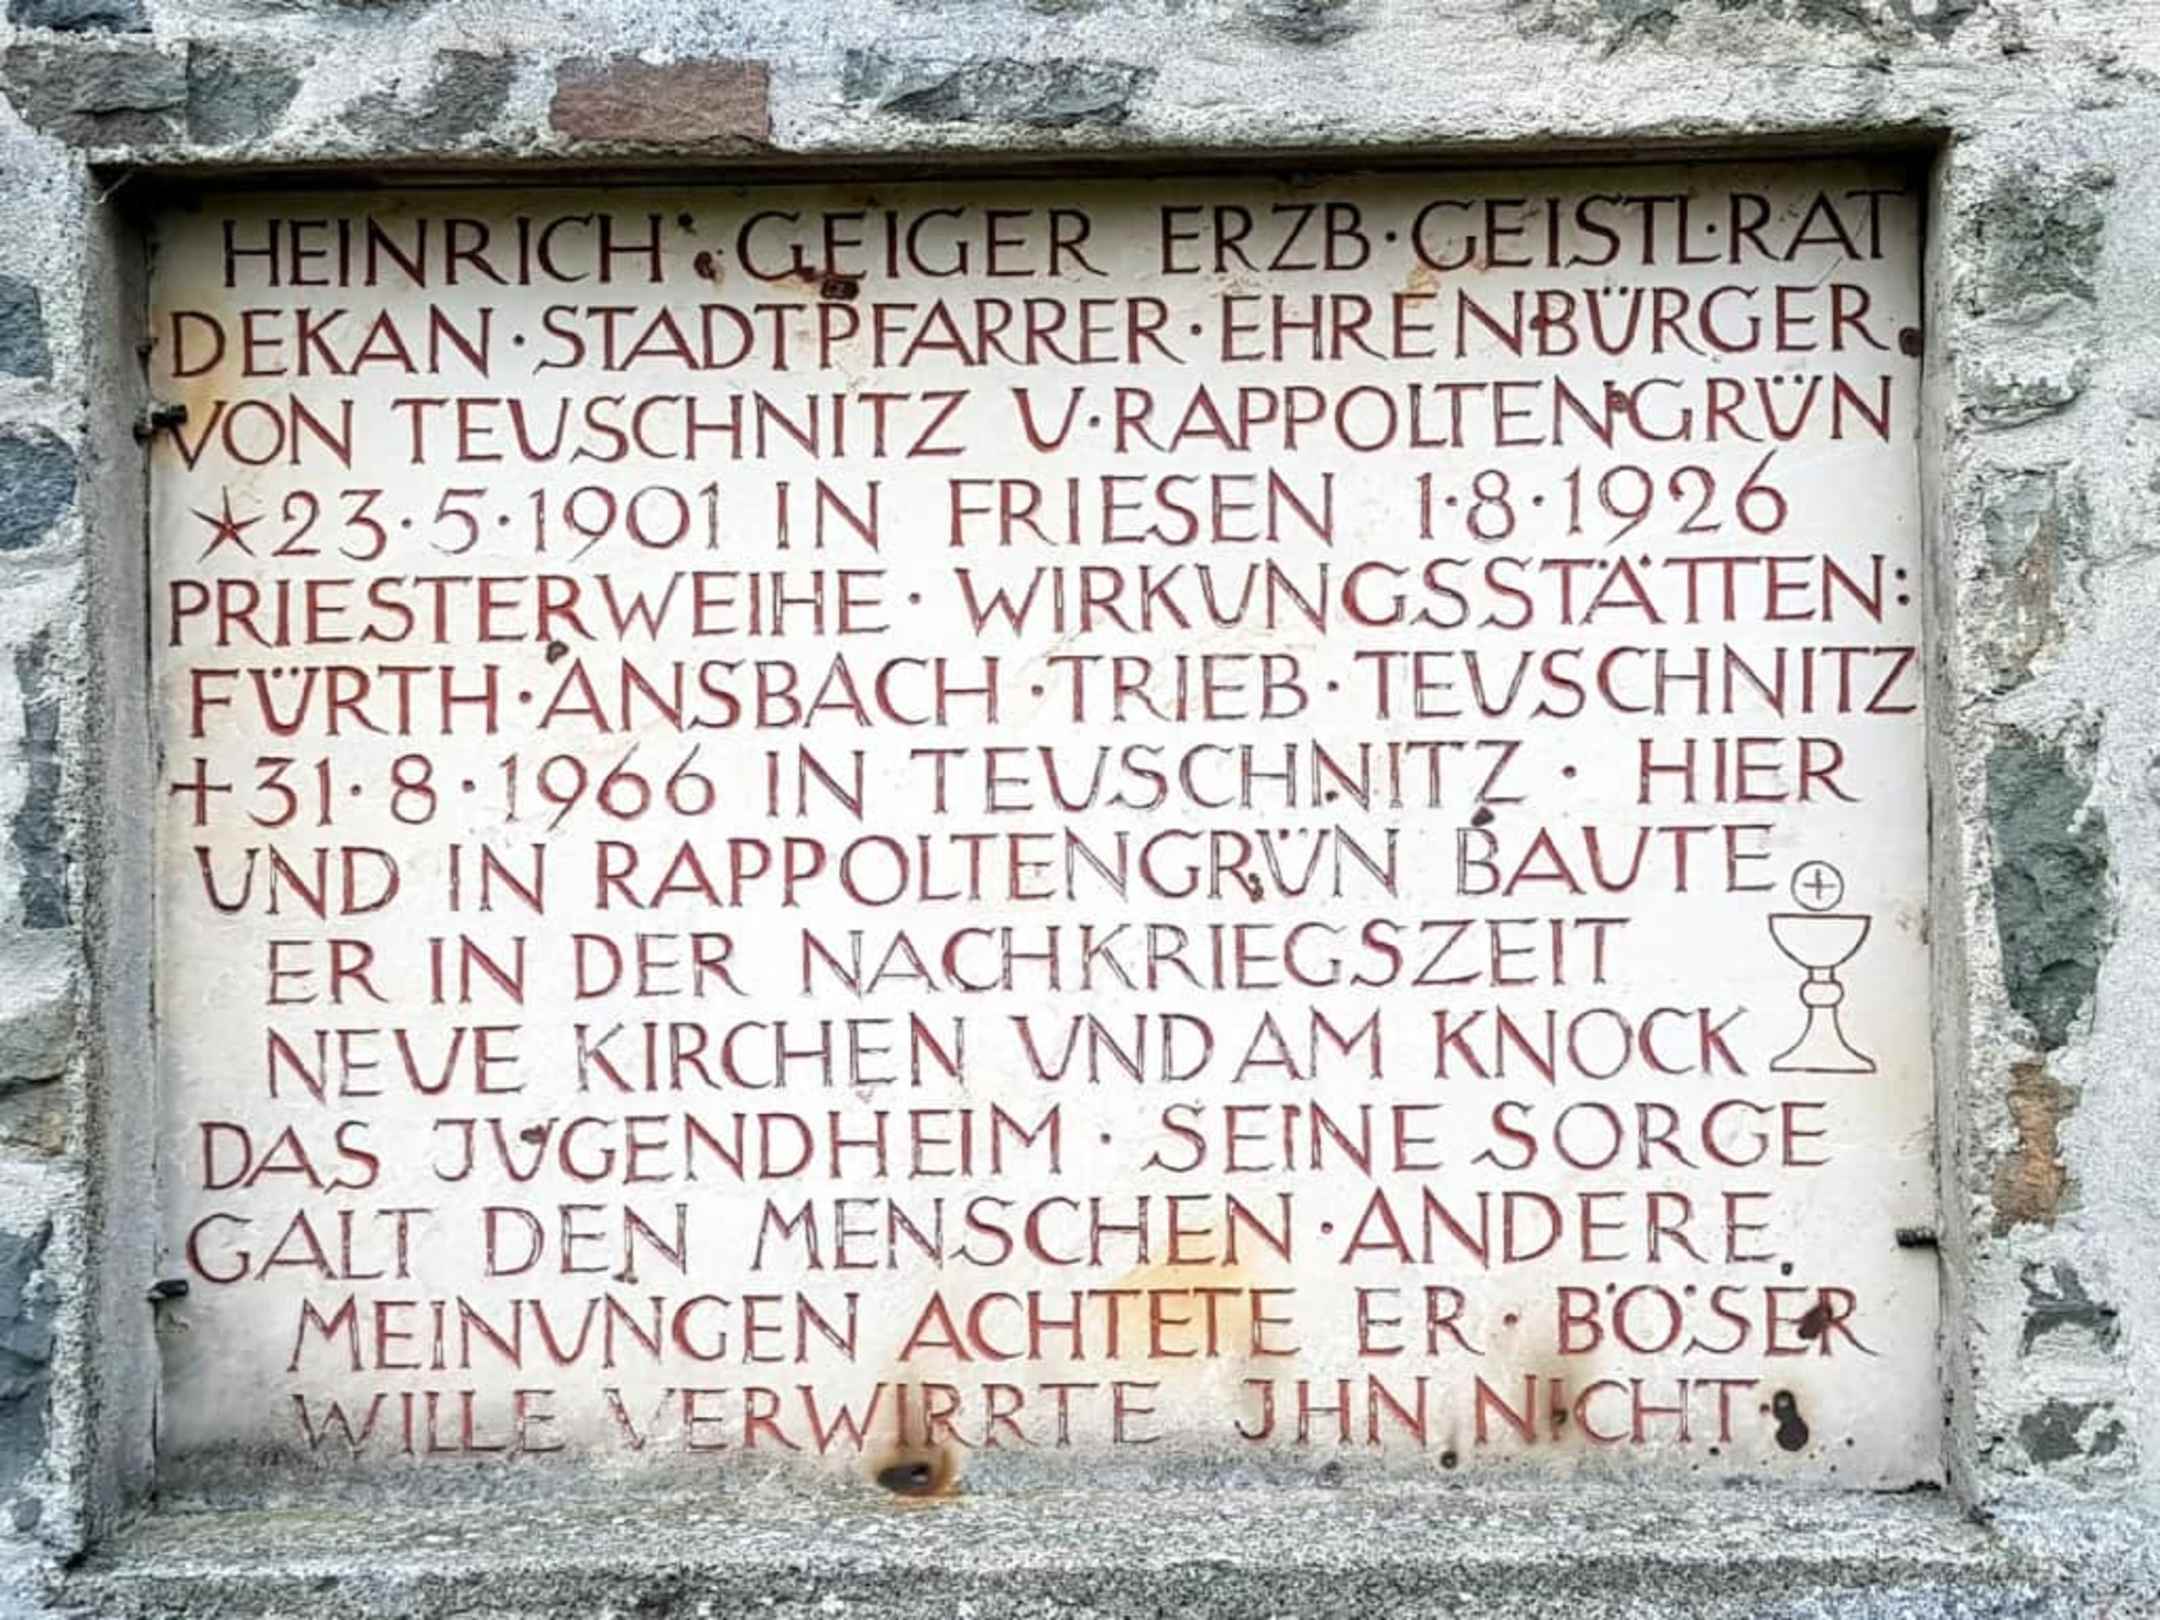 HEINRICH · GEIGER ERZB · GEISTL · RAT
DEKAN · STADTPFARRER · EHRENBÜRGER
VON TEUSCHNITZ U · RAPPOLTENGRÜN
* 23 · 5 · 1901 IN FRIESEN 1 · 8 · 1926
PRIESTERWEIHE · WIRKUNGSSTÄTTEN:
FÜRTH · ANSBACH · TRIEB · TEUSCHNITZ
+ 31 · 8 · 1966 IN TEUSCHNITZ · HIER
UND IN RAPPOLTENGRÜN BAUTE
ER IN DER NACHKRIEGSZEIT
NEUE KIRCHEN UND AM KNOCK
DAS JUGENDHEIM · SEINE SORGE
GALT DEN MENSCHEN · ANDERE
MEINUNGEN ACHTETE ER · BÖSER
WILLE VERWIRRTE JHN NICHT ·